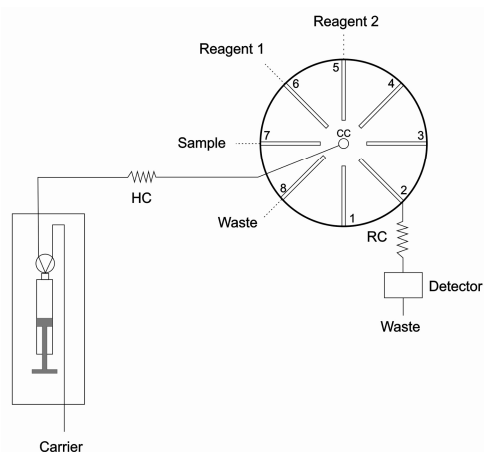 Reagent 2
Reagent 1
5
6
4
CC
Sample
7
3
HC
8
2
Waste
1
RC
Detector
Waste
Carrier